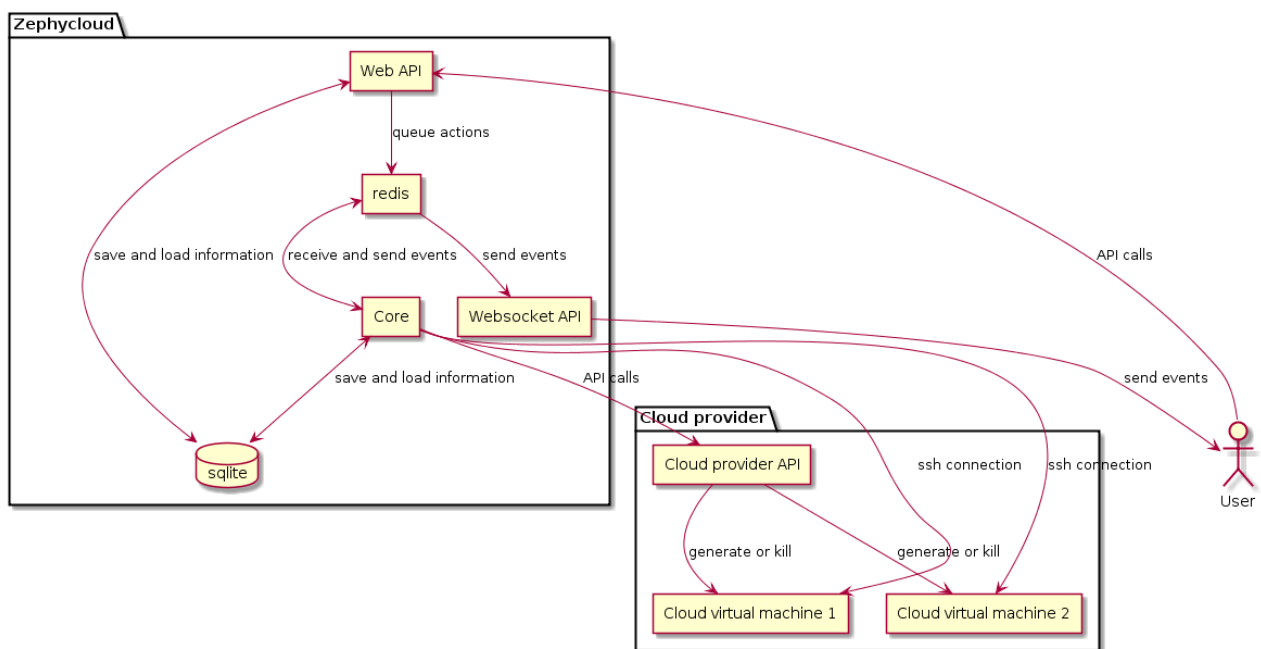 Zephycloud
Web API
queue actions
redis
save and load information
receive and send events
send events
API calls
Core
Websocket API
save and load information
API calls
send events
Cloud provider
Cloud provider API
ssh connection
ssh connection
sqlite
User
generate or kill
generate or kill
Cloud virtual machine 1
Cloud virtual machine 2